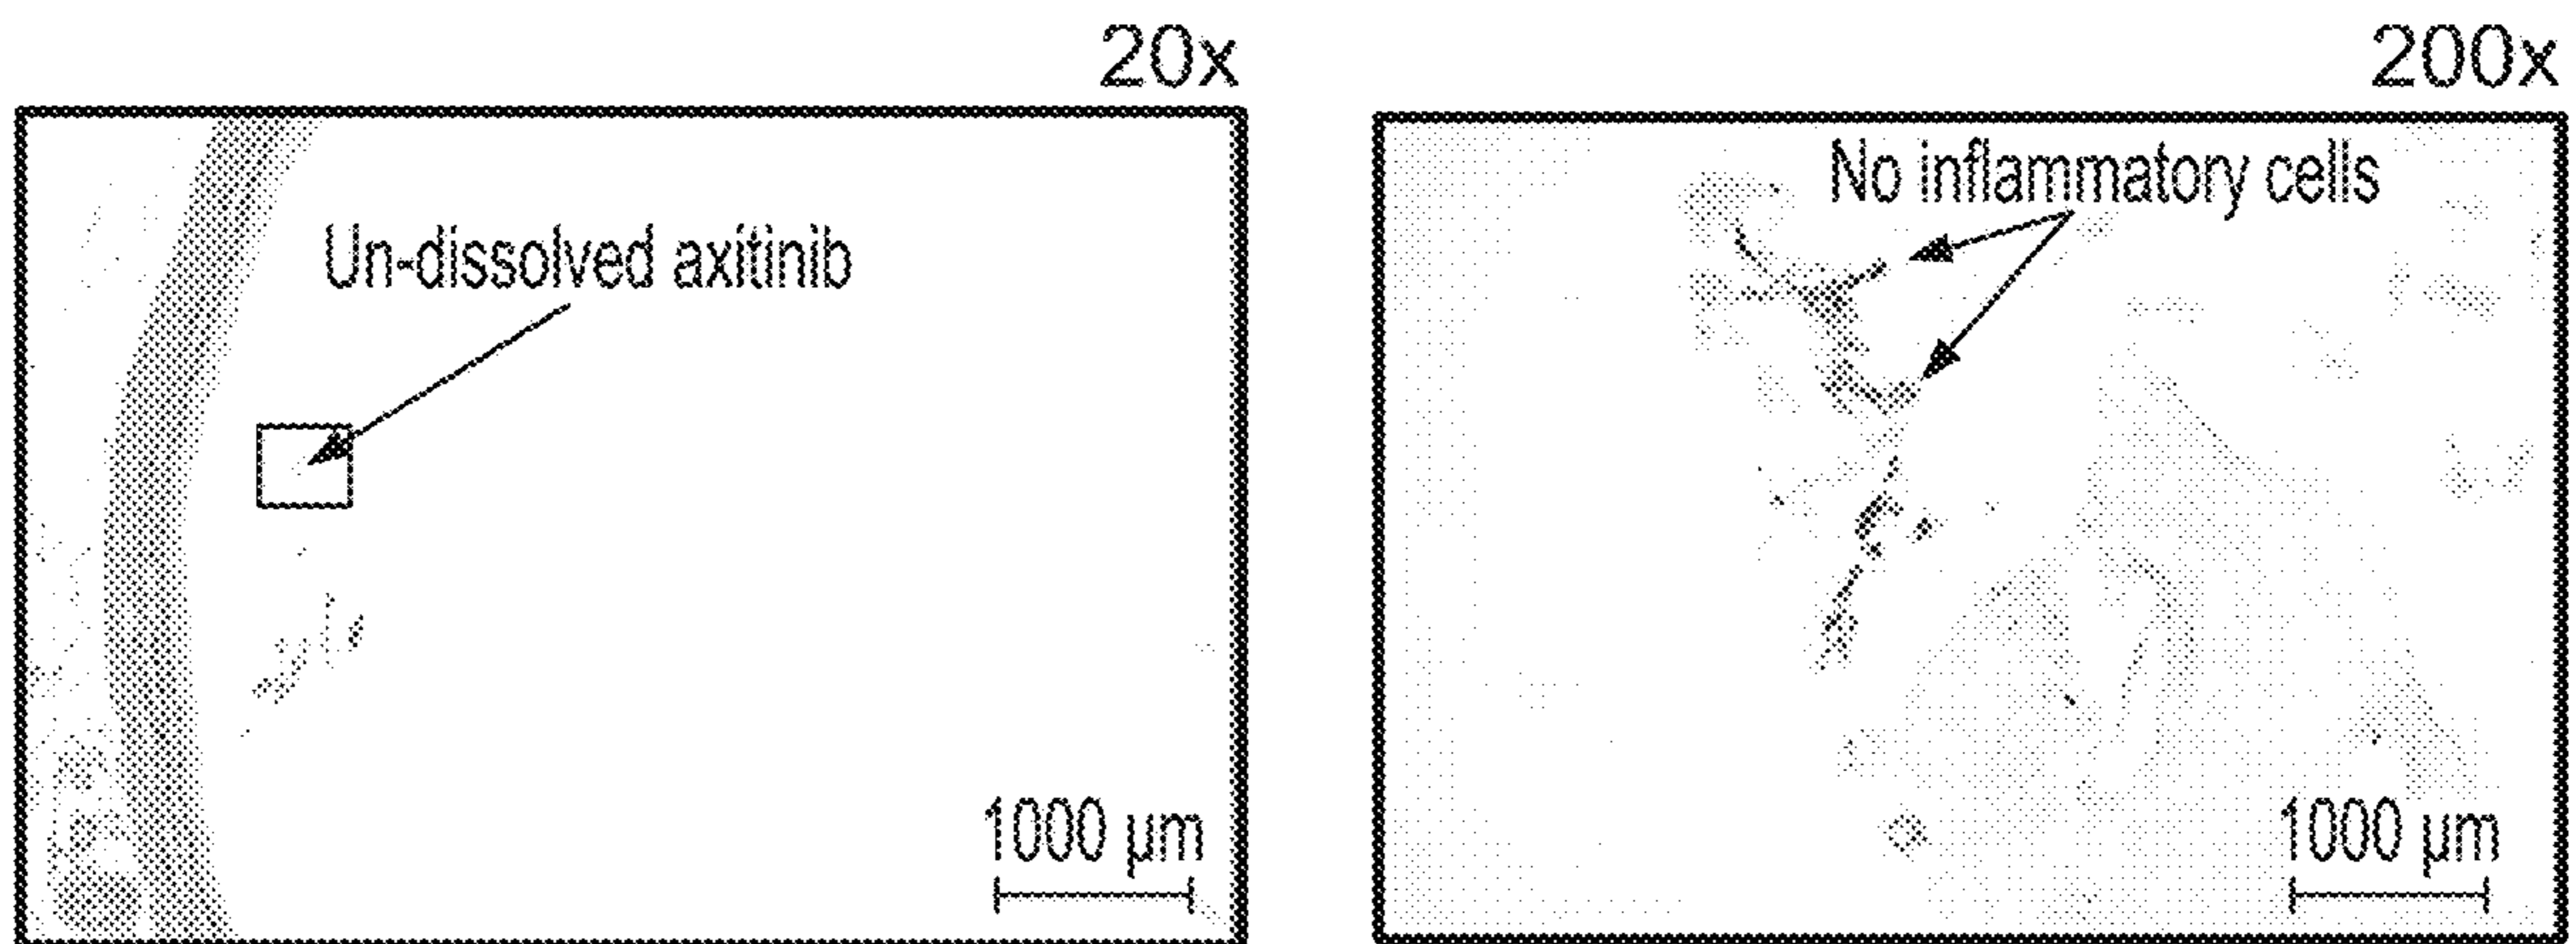 20x
Un-dissolved axitinib
1000 µm
200x
No inflammatory cells
1000 µm